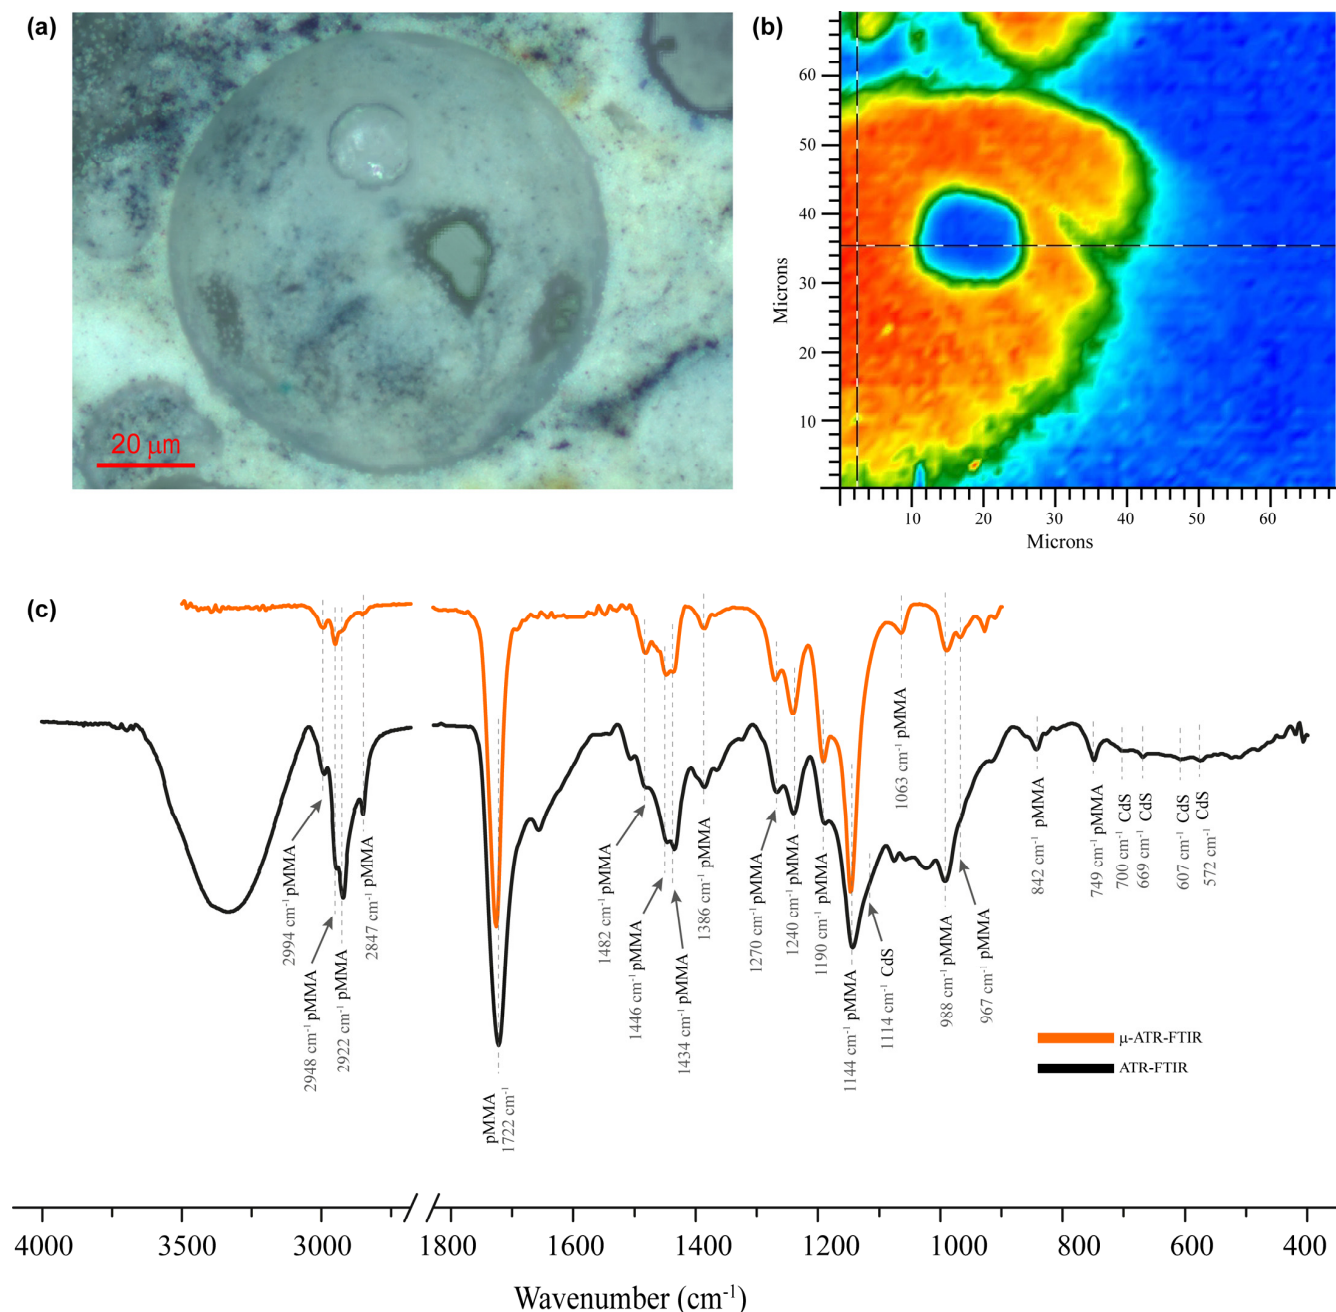 (a)
20 μm
(b)
60
50
40
30
20
10
Microns
10 20 30 40 50 60
Microns
(c)
2994 cm⁻¹ pMMA
2948 cm⁻¹ pMMA
2922 cm⁻¹ pMMA
2847 cm⁻¹ pMMA
pMMA
1722 cm⁻¹
1482 cm⁻¹ pMMA
1446 cm⁻¹ pMMA
1434 cm⁻¹ pMMA
1386 cm⁻¹ pMMA
1270 cm⁻¹ pMMA
1240 cm⁻¹ pMMA
1190 cm⁻¹ pMMA
1144 cm⁻¹ pMMA
1114 cm⁻¹ CdS
1063 cm⁻¹ pMMA
988 cm⁻¹ pMMA
967 cm⁻¹ pMMA
842 cm⁻¹ pMMA
749 cm⁻¹ pMMA
700 cm⁻¹ CdS
669 cm⁻¹ CdS
607 cm⁻¹ CdS
572 cm⁻¹ CdS
μ-ATR-FTIR
ATR-FTIR
4000 3500 3000 1800 1600 1400 1200 1000 800 600 400
Wavenumber (cm⁻¹)